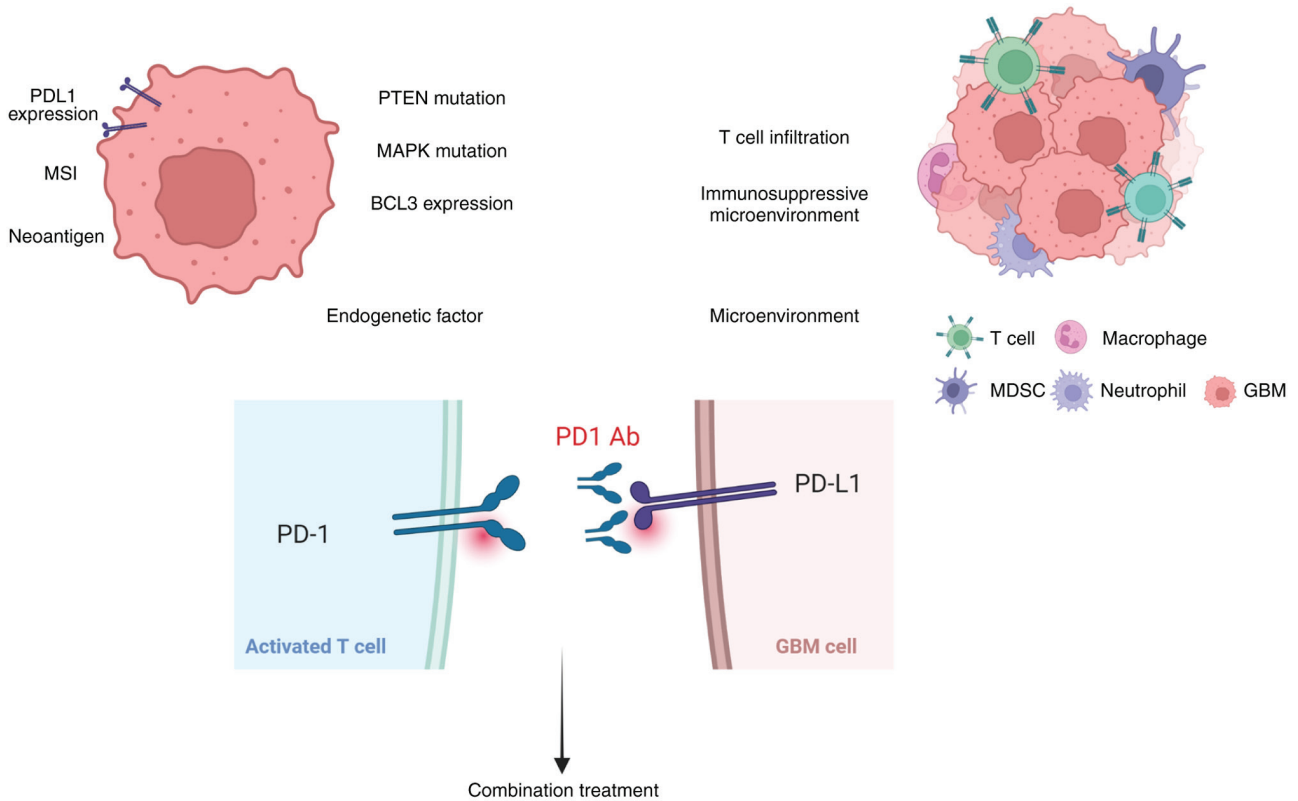 PDL1
expression
MSI
Neoantigen
PTEN mutation
MAPK mutation
BCL3 expression
Endogenetic factor
T cell infiltration
Immunosuppressive
microenvironment
Microenvironment
T cell
Macrophage
MDSC
Neutrophil
GBM
PD1 Ab
PD-1
PD-L1
Activated T cell
GBM cell
Combination treatment